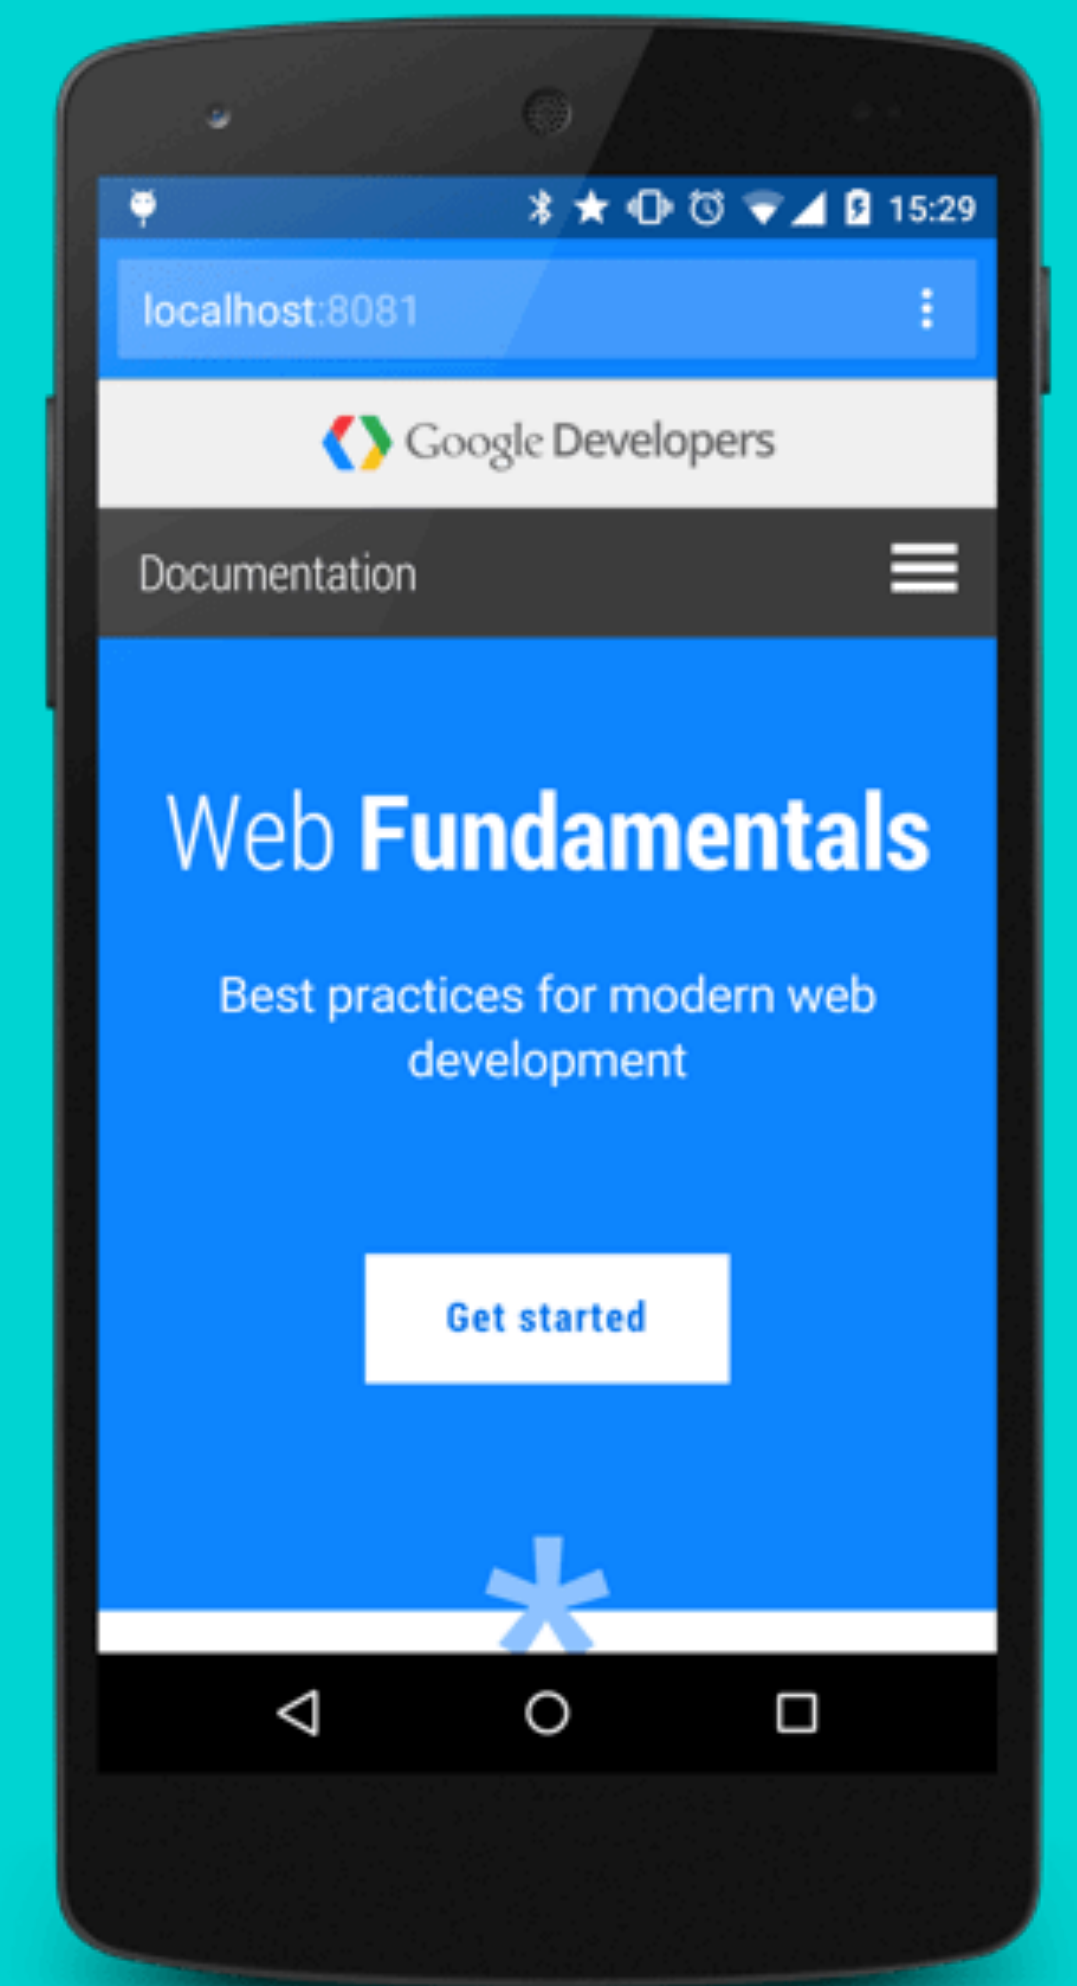 15:29
localhost:8081
Google Developers
Documentation
Web Fundamentals
Best practices for modern web
development
Get started
*